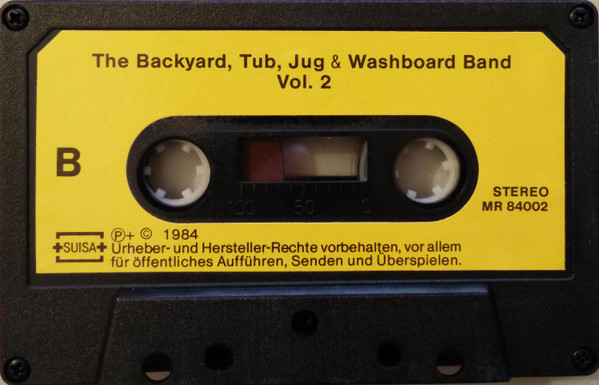 The Backyard, Tub, Jug & Washboard Band
Vol. 2
B
100 50 0
STEREO
MR 84002
+SUISA+
℗+ © 1984
Urheber- und Hersteller-Rechte vorbehalten, vor allem
für öffentliches Aufführen, Senden und Überspielen.